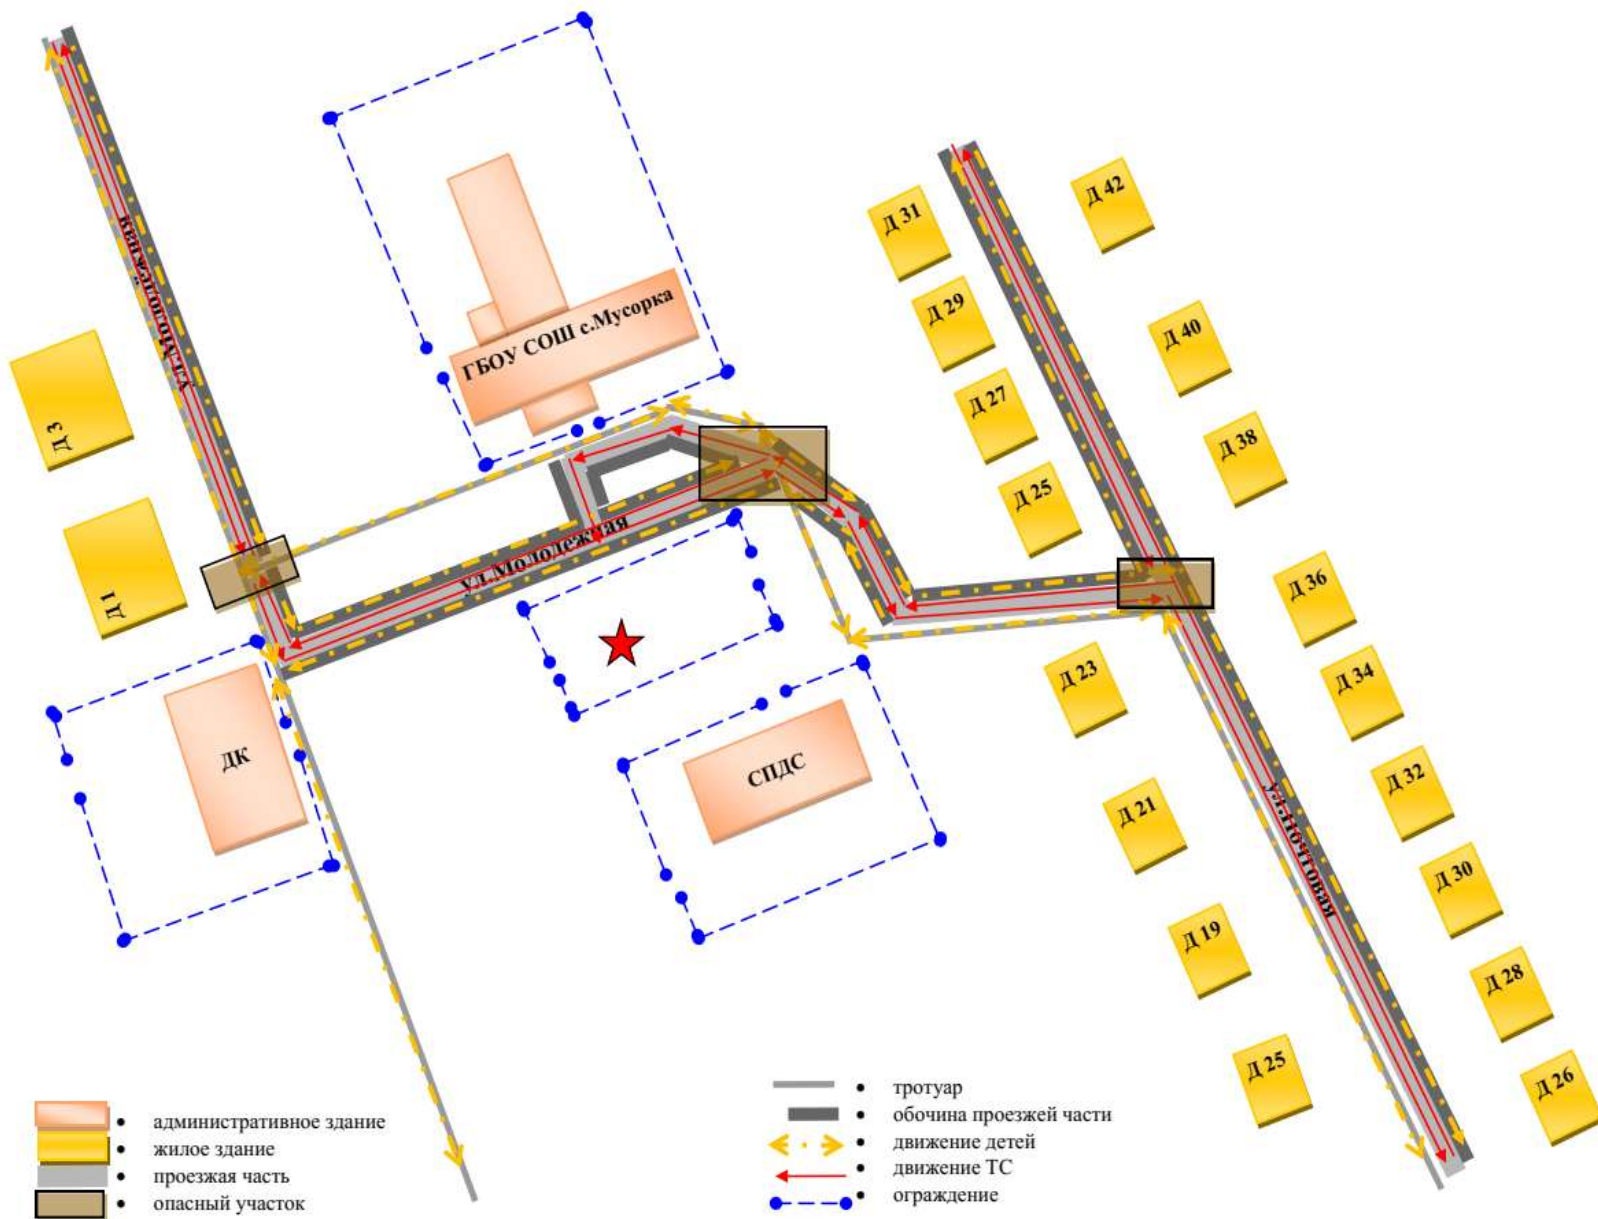 ул.Молодёжная
Д 3
Д 1
ГБОУ СОШ с.Мусорка
ул.Молодежная
ДК
СПДС
Д 31
Д 29
Д 27
Д 25
Д 42
Д 40
Д 38
Д 36
Д 34
Д 32
Д 30
Д 28
Д 26
Д 23
Д 21
Д 19
Д 25
ул.Почтовая
• административное здание
• жилое здание
• проезжая часть
• опасный участок
• тротуар
• обочина проезжей части
• движение детей
• движение ТС
• ограждение